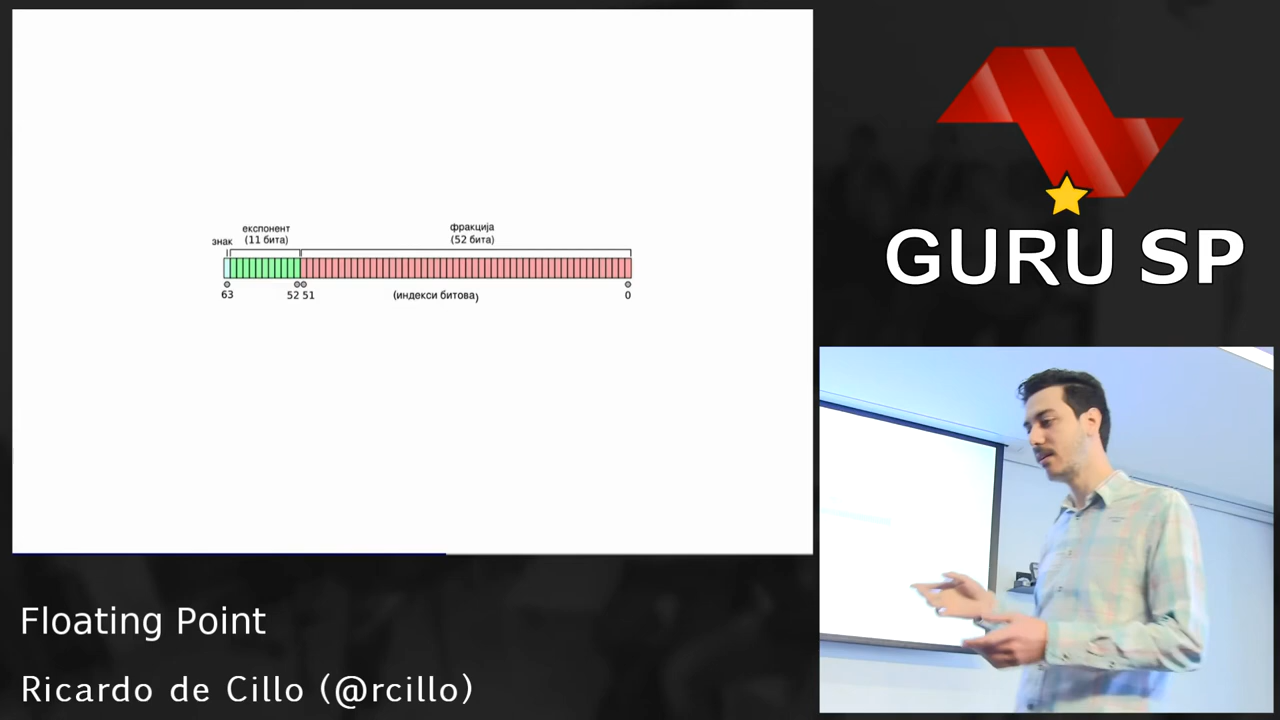 експонент
(11 бита)
знак
фракција
(52 бита)
63
52 51
(индекси битова)
0
GURU SP
Floating Point
Ricardo de Cillo (@rcillo)